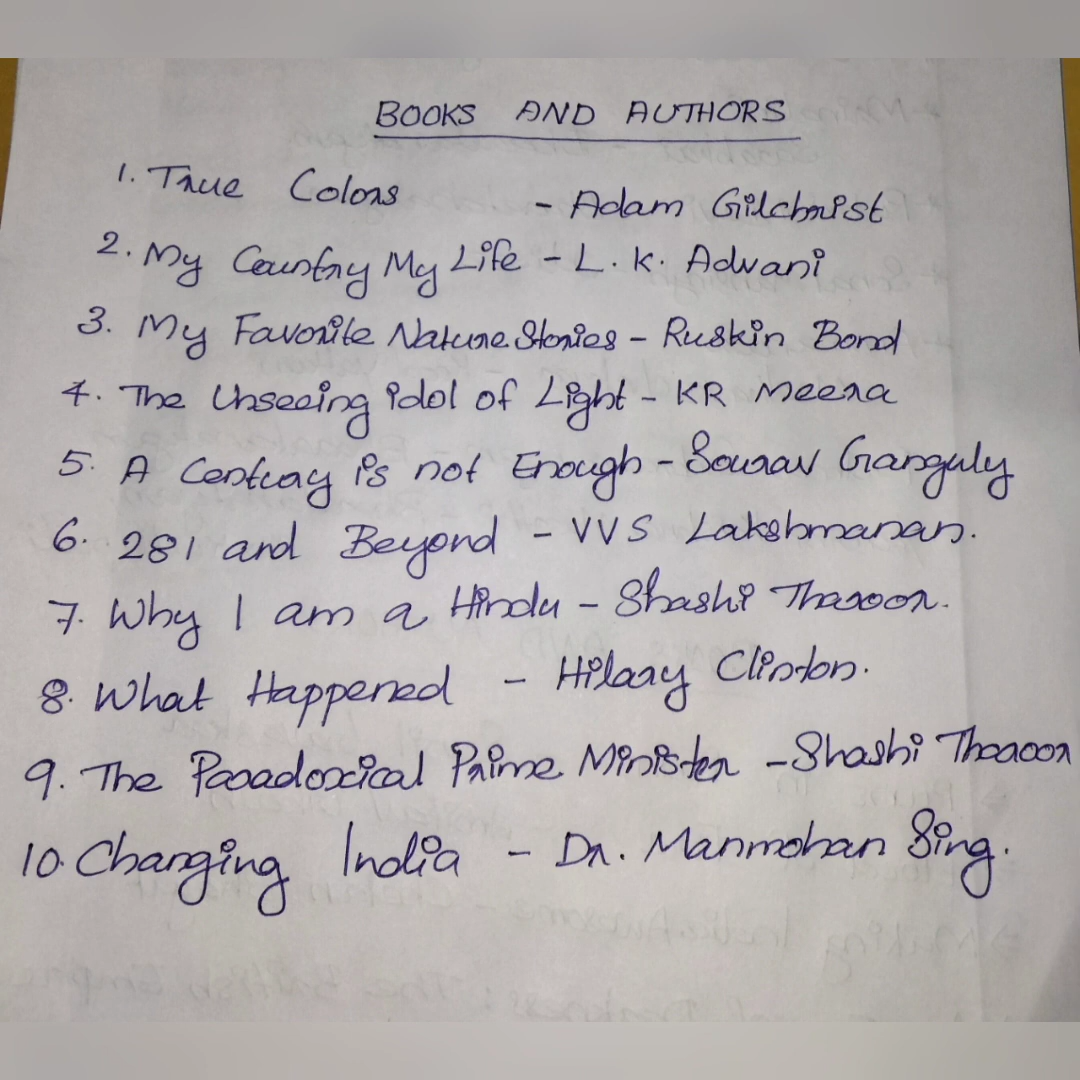 BOOKS AND AUTHORS
1. True Colors - Adam Gilchrist
2. My Country My Life - L. K. Advani
3. My Favorite Nature Stories - Ruskin Bond
4. The Unseeing idol of Light - KR Meera
5. A Century is not Enough - Sourav Ganguly
6. 281 and Beyond - VVS Lakshmanan.
7. Why I am a Hindu - Shashi Tharoor.
8. What Happened - Hilary Clinton.
9. The Paradoxical Prime Minister - Shashi Tharoor
10. Changing India - Dr. Manmohan Sing.